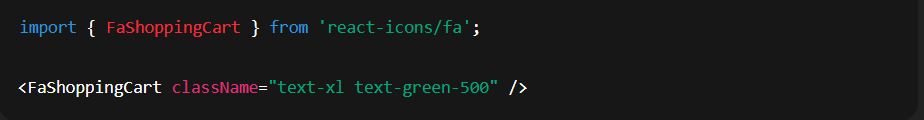 import { FaShoppingCart } from 'react-icons/fa';
<FaShoppingCart className="text-xl text-green-500" />